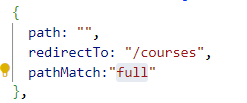 {
path: "",
redirectTo: "/courses",
pathMatch:"full"
},